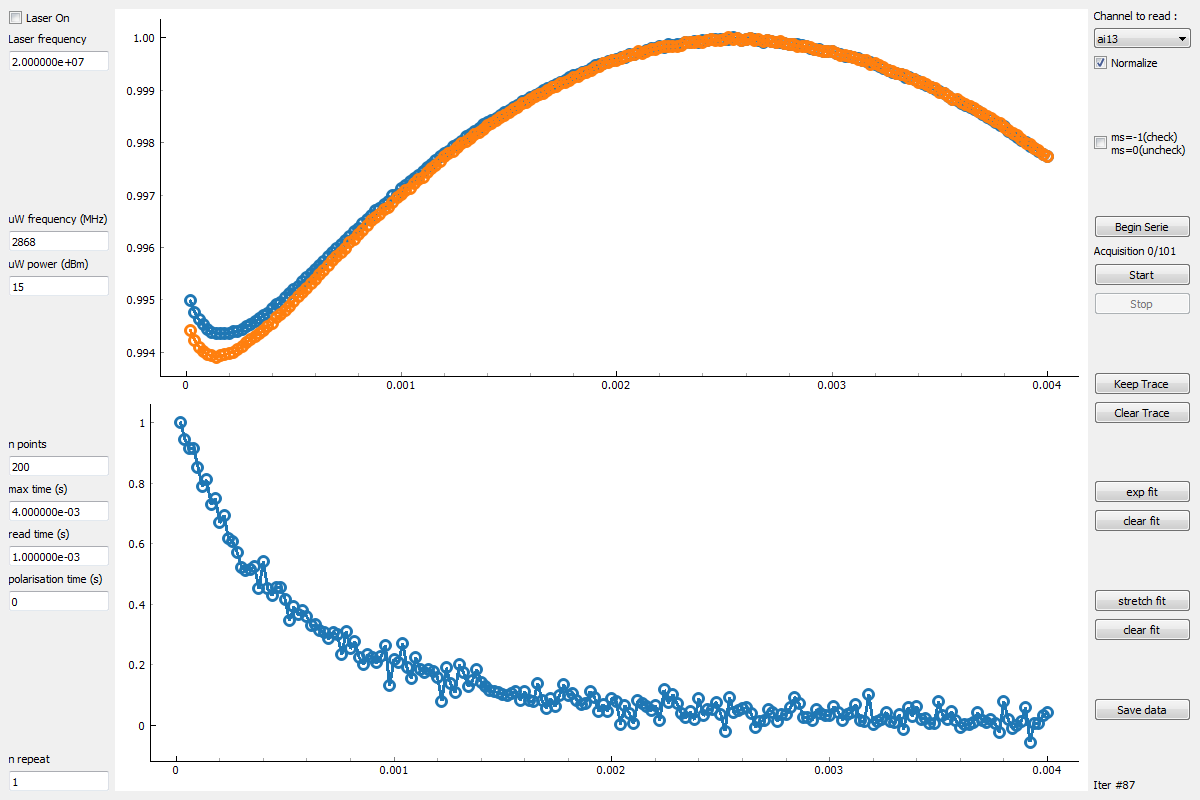 Laser On
Laser frequency
2.000000e+07
uW frequency (MHz)
2868
uW power (dBm)
15
n points
200
max time (s)
4.000000e-03
read time (s)
1.000000e-03
polarisation time (s)
0
n repeat
1
1.00
0.999
0.998
0.997
0.996
0.995
0.994
0
0.001
0.002
0.003
0.004
1
0.8
0.6
0.4
0.2
0
0
0.001
0.002
0.003
0.004
Channel to read :
ai13
Normalize
ms=-1(check)
ms=0(uncheck)
Begin Serie
Acquisition 0/101
Start
Stop
Keep Trace
Clear Trace
exp fit
clear fit
stretch fit
clear fit
Save data
Iter #87